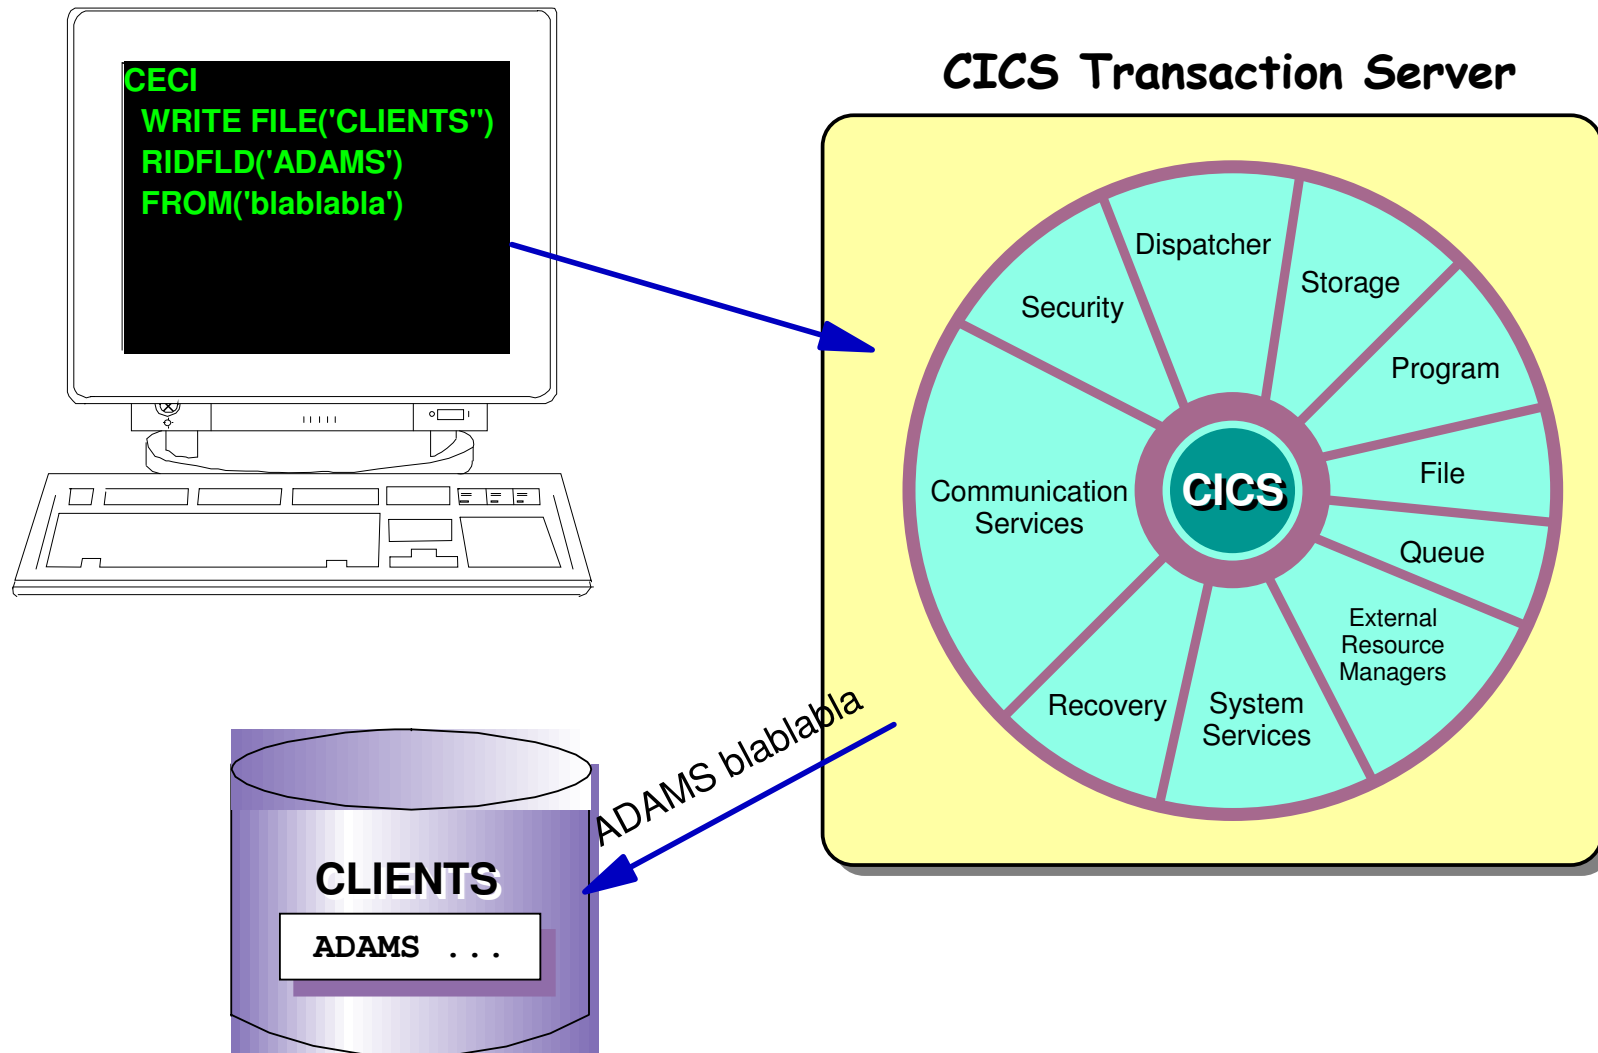 CECI
WRITE FILE('CLIENTS")
RIDFLD('ADAMS')
FROM('blablabla')
CICS Transaction Server
Dispatcher
Storage
Security
Program
File
Communication
Services
CICS
Queue
External
Resource
Managers
Recovery
System
Services
ADAMS blablabla
CLIENTS
ADAMS ...